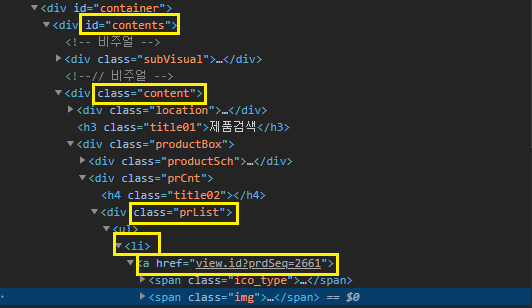 <div id="container">
<div id="contents">
<!-- 비주얼 -->
<div class="subVisual">…</div>
<!--// 비주얼 -->
<div class="content">
<div class="location">…</div>
<h3 class="title01">제품검색</h3>
<div class="productBox">
<div class="productSch">…</div>
<div class="prCnt">
<h4 class="title02"></h4>
<div class="prList">
<ul>
<li>
<a href="view.id?prdSeq=2661">
<span class="ico_type">…</span>
<span class="img">…</span> == $0